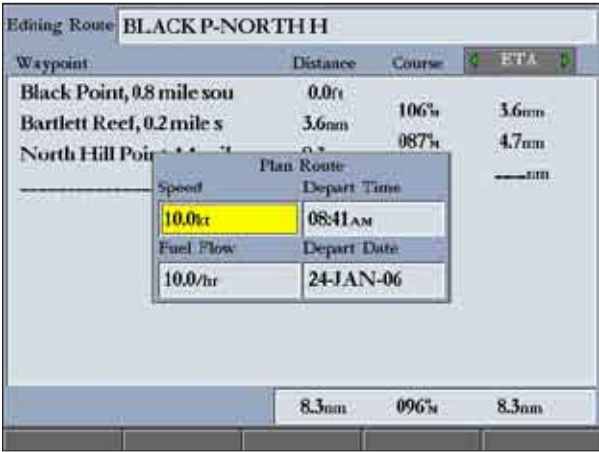 Editing Route BLACK P-NORTH H
Waypoint Distance Course ETA
Black Point, 0.8 mile sou 0.0ft
106°M 3.6nm
Bartlett Reef, 0.2 mile s 3.6nm
087°M 4.7nm
North Hill Poin
nm
Plan Route
Speed Depart Time
10.0kt 08:41AM
Fuel Flow Depart Date
10.0/hr 24-JAN-06
8.3nm 096°M 8.3nm